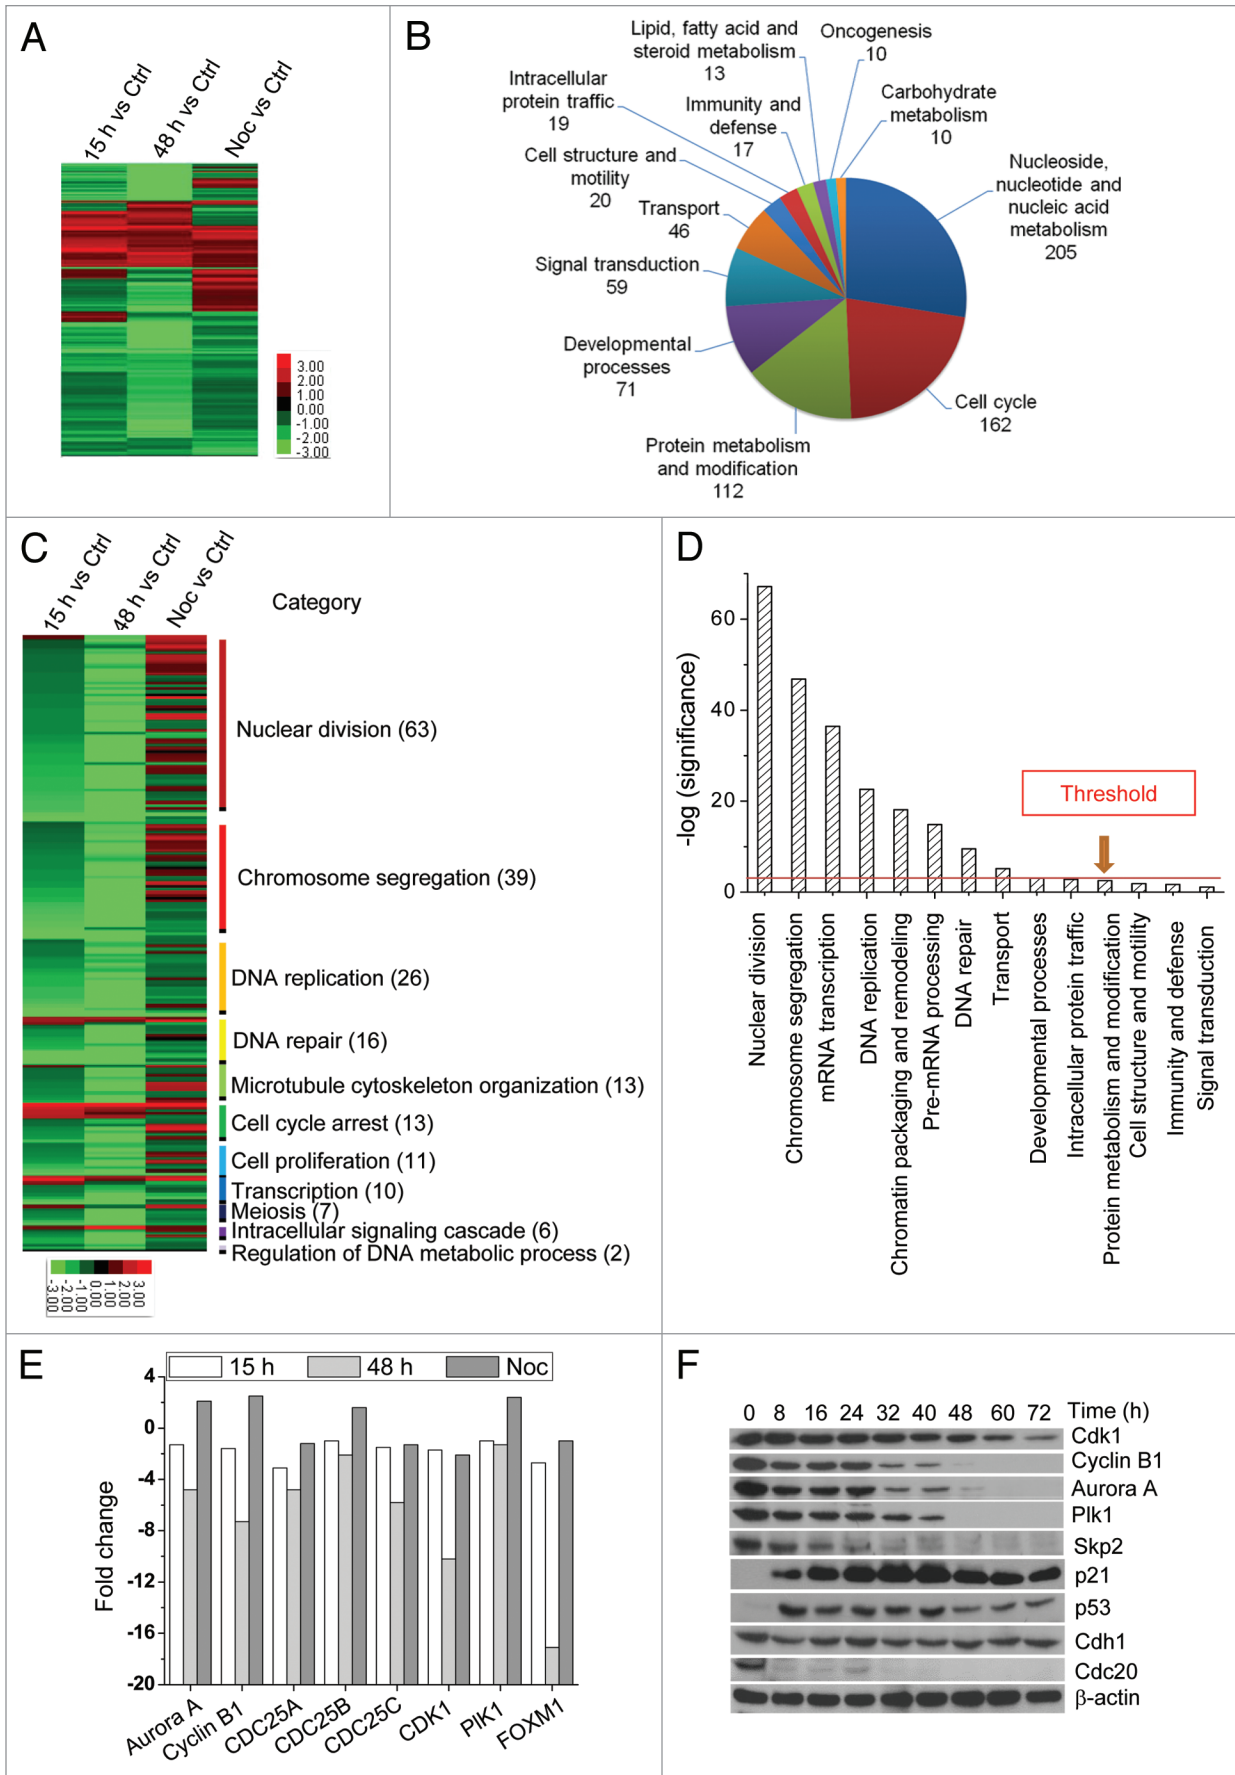 A
15 h vs Ctrl
48 h vs Ctrl
Noc vs Ctrl
3.00
2.00
1.00
0.00
-1.00
-2.00
-3.00
B
Lipid, fatty acid and
steroid metabolism
13
Oncogenesis
10
Intracellular
protein traffic
19
Immunity and
defense
17
Carbohydrate
metabolism
10
Cell structure and
motility
20
Nucleoside,
nucleotide and
nucleic acid
metabolism
205
Transport
46
Signal transduction
59
Developmental
processes
71
Cell cycle
162
Protein metabolism
and modification
112
C
15 h vs Ctrl
48 h vs Ctrl
Noc vs Ctrl
Category
Nuclear division (63)
Chromosome segregation (39)
DNA replication (26)
DNA repair (16)
Microtubule cytoskeleton organization (13)
Cell cycle arrest (13)
Cell proliferation (11)
Transcription (10)
Meiosis (7)
Intracellular signaling cascade (6)
Regulation of DNA metabolic process (2)
-3.00
-2.00
-1.00
0.00
1.00
2.00
3.00
D
-log (significance)
60
40
20
0
Threshold
Nuclear division
Chromosome segregation
mRNA transcription
DNA replication
Chromatin packaging and remodeling
Pre-mRNA processing
DNA repair
Transport
Developmental processes
Intracellular protein traffic
Protein metabolism and modification
Cell structure and motility
Immunity and defense
Signal transduction
E
15 h
48 h
Noc
Fold change
4
0
-4
-8
-12
-16
-20
Aurora A
Cyclin B1
CDC25A
CDC25B
CDC25C
CDK1
PlK1
FOXM1
F
0 8 16 24 32 40 48 60 72 Time (h)
Cdk1
Cyclin B1
Aurora A
Plk1
Skp2
p21
p53
Cdh1
Cdc20
β-actin